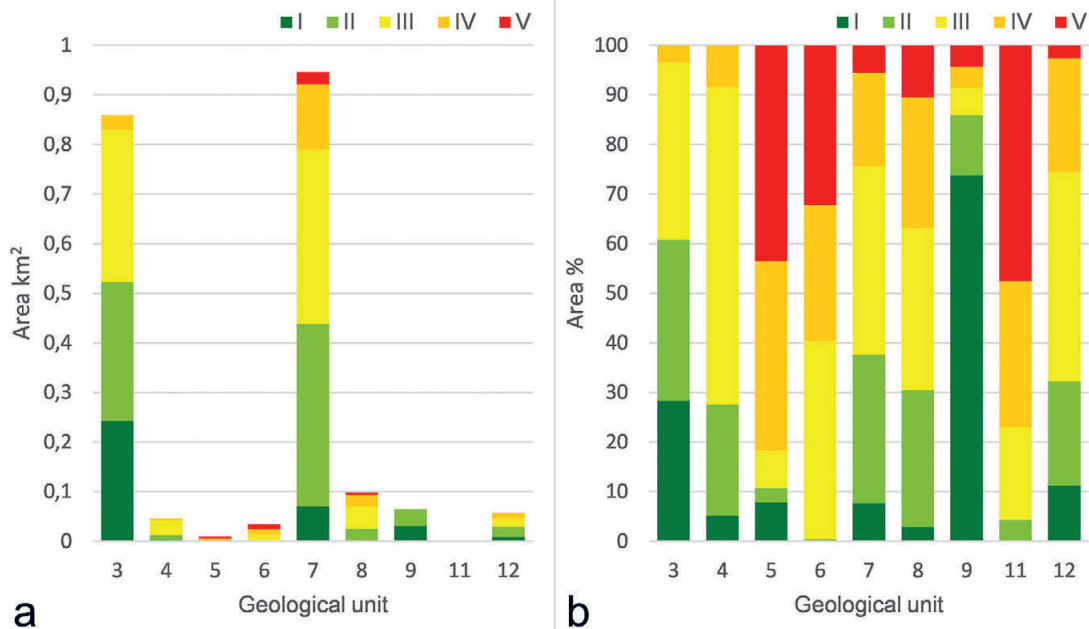 I II III IV V
1
0,9
0,8
0,7
0,6
0,5
0,4
0,3
0,2
0,1
0
Area km²
3 4 5 6 7 8 9 11 12
Geological unit
a
I II III IV V
100
90
80
70
60
50
40
30
20
10
0
Area %
3 4 5 6 7 8 9 11 12
Geological unit
b